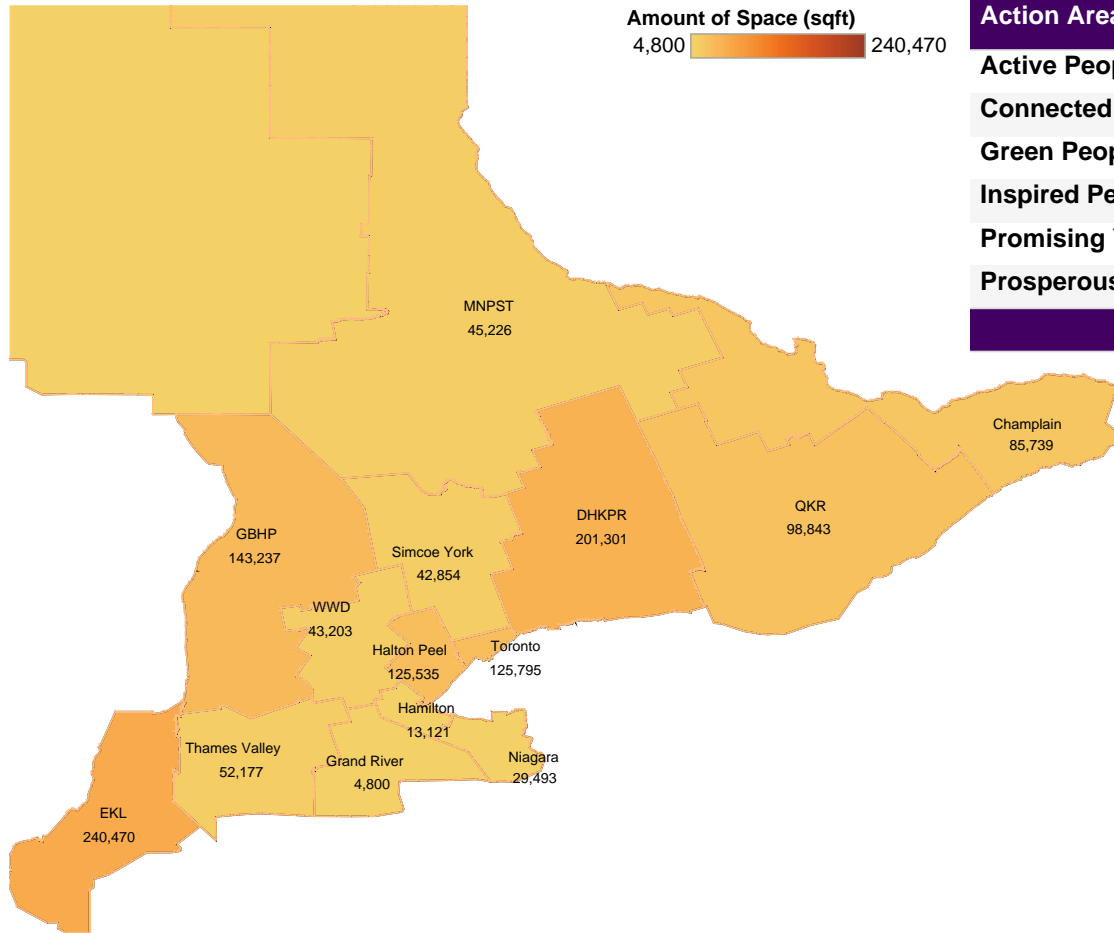 Amount of Space (sqft)
4,800 240,470
Action Area
Active
Connected
Green
Inspired
Promising
Prosperous
MNPST
45,226
Champlain
85,739
QKR
98,843
DHKPR
201,301
GBHP
143,237
Simcoe York
42,854
WWD
43,203
Halton Peel
125,535
Toronto
125,795
Hamilton
13,121
Thames Valley
52,177
Grand River
4,800
Niagara
29,493
EKL
240,470